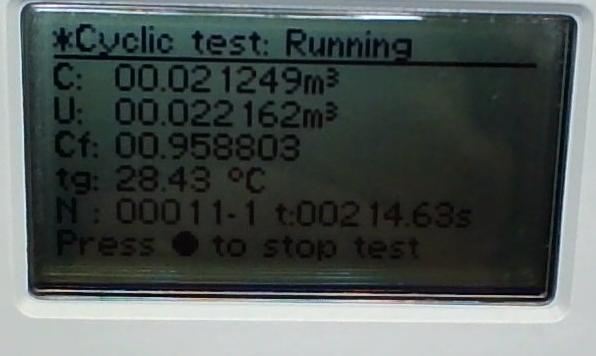 *Cyclic test: Running
C: 00.021249m³
U: 00.022162m³
Cf: 00.958803
tg: 28.43 °C
N : 00011-1 t:00214.63s
Press ● to stop test